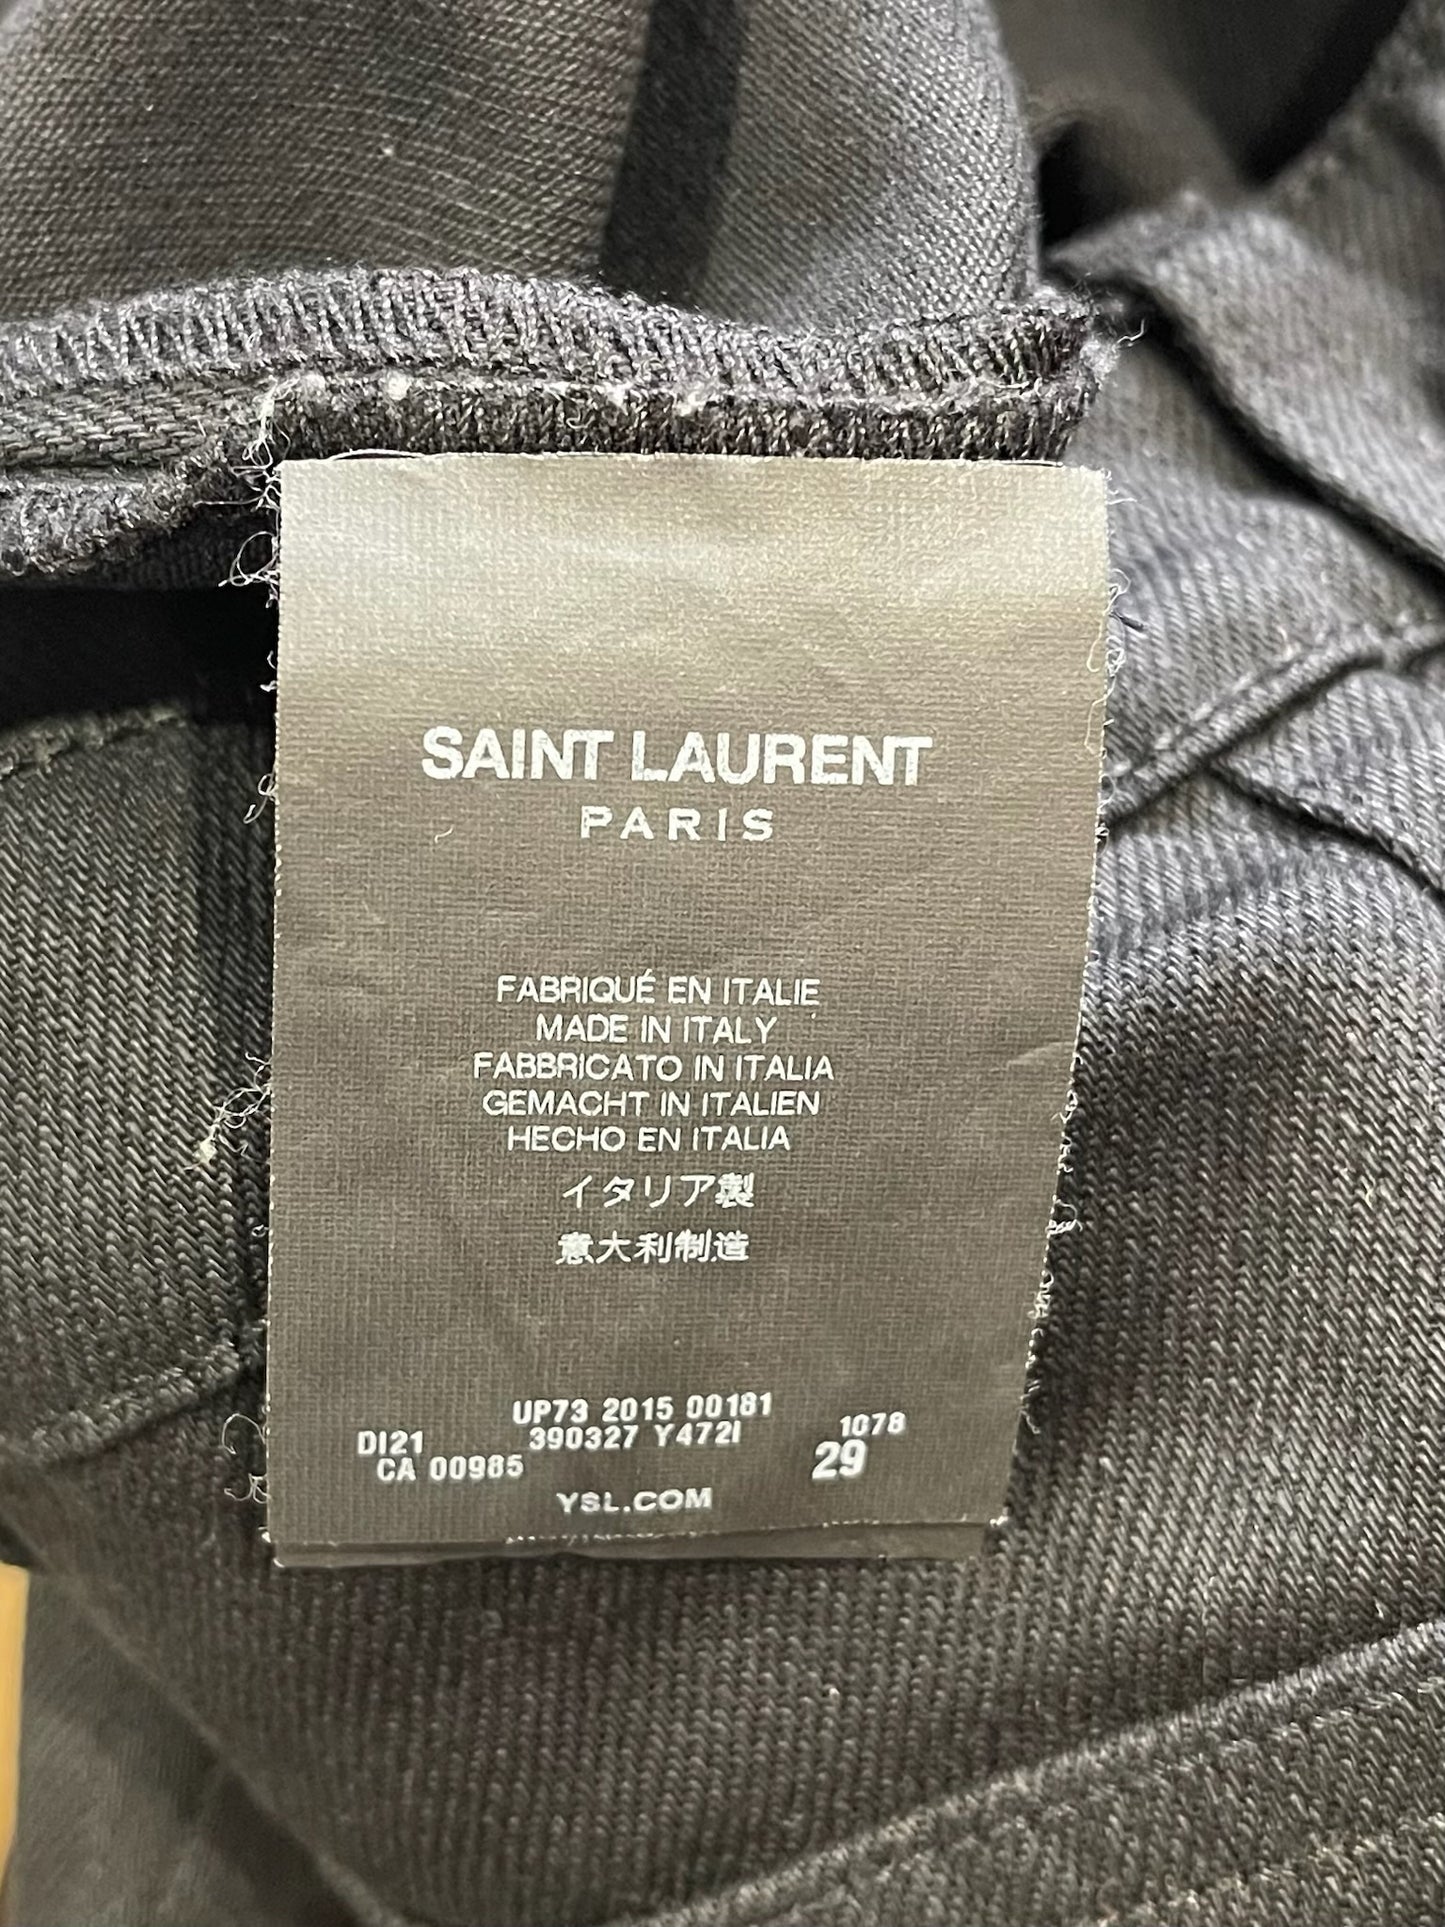 SAINT LAURENT
PARIS
FABRIQUÉ EN ITALIE
MADE IN ITALY
FABBRICATO IN ITALIA
GEMACHT IN ITALIEN
HECHO EN ITALIA
イタリア製
意大利制造
UP73 2015 00181
DI21 390327 Y472I 1078
CA 00985 29
YSL.COM